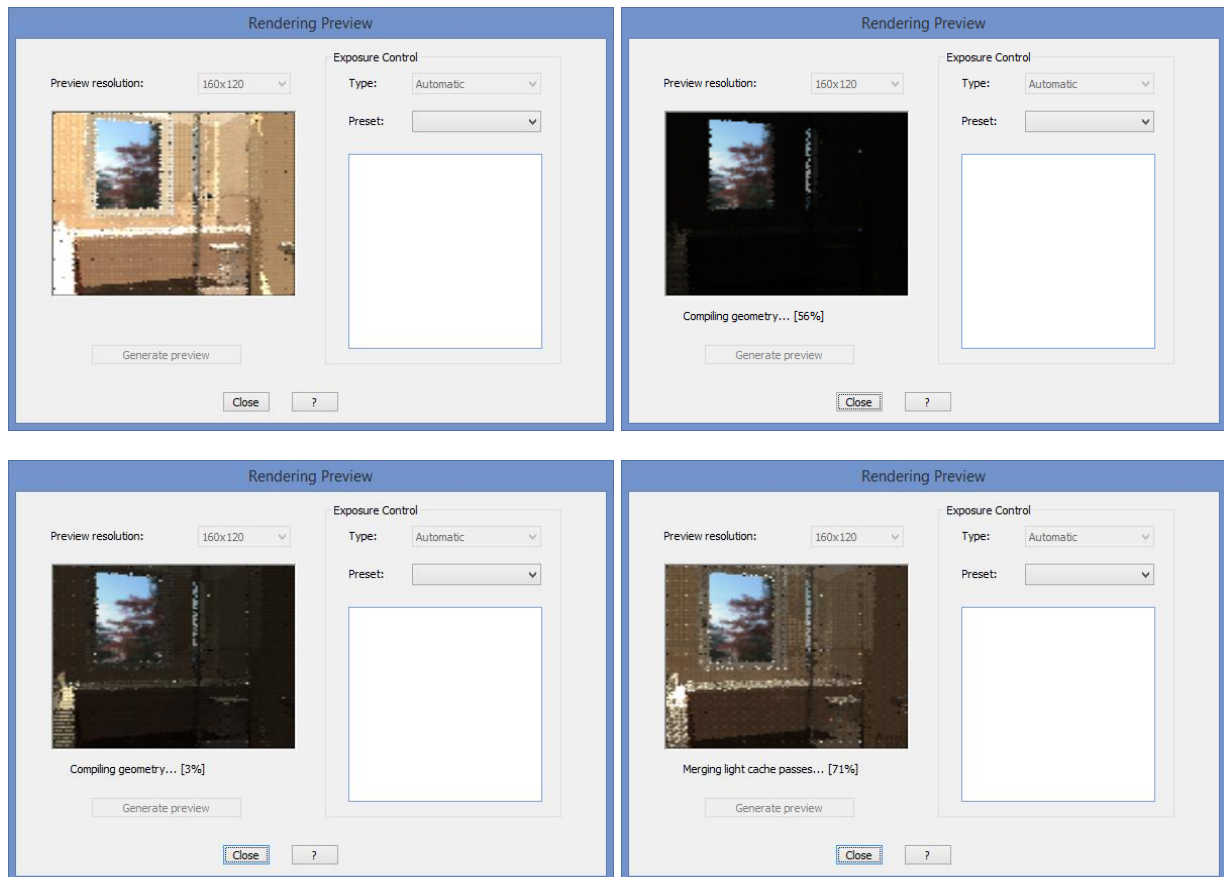 Rendering Preview
Exposure Control
Preview resolution: 160x120 Type: Automatic
Preset:
Generate preview
Close ?
Rendering Preview
Exposure Control
Preview resolution: 160x120 Type: Automatic
Preset:
Compiling geometry... [56%]
Generate preview
Close ?
Rendering Preview
Exposure Control
Preview resolution: 160x120 Type: Automatic
Preset:
Compiling geometry... [3%]
Generate preview
Close ?
Rendering Preview
Exposure Control
Preview resolution: 160x120 Type: Automatic
Preset:
Merging light cache passes... [71%]
Generate preview
Close ?